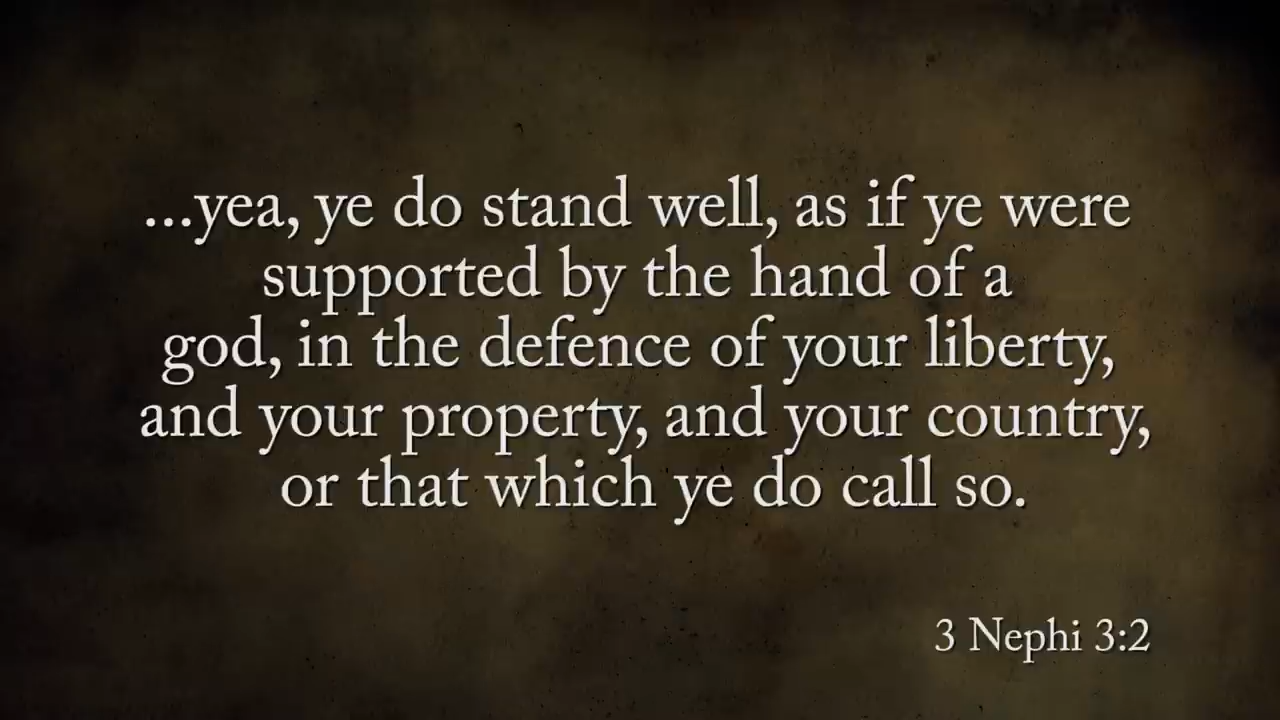 ...yea, ye do stand well, as if ye were
supported by the hand of a
god, in the defence of your liberty,
and your property, and your country,
or that which ye do call so.
3 Nephi 3:2